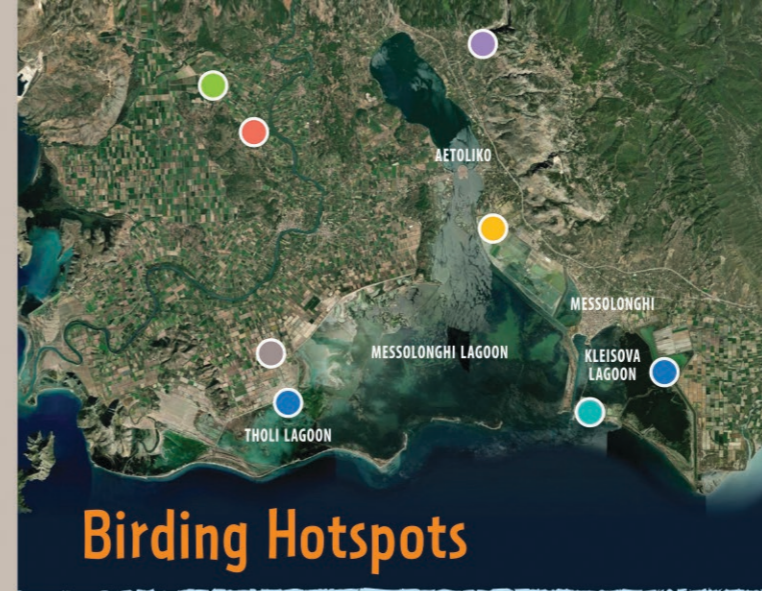 AETOLIKO
MESSOLONGHI
MESSOLONGHI LAGOON
KLEISOVA
LAGOON
THOLI LAGOON
Birding Hotspots